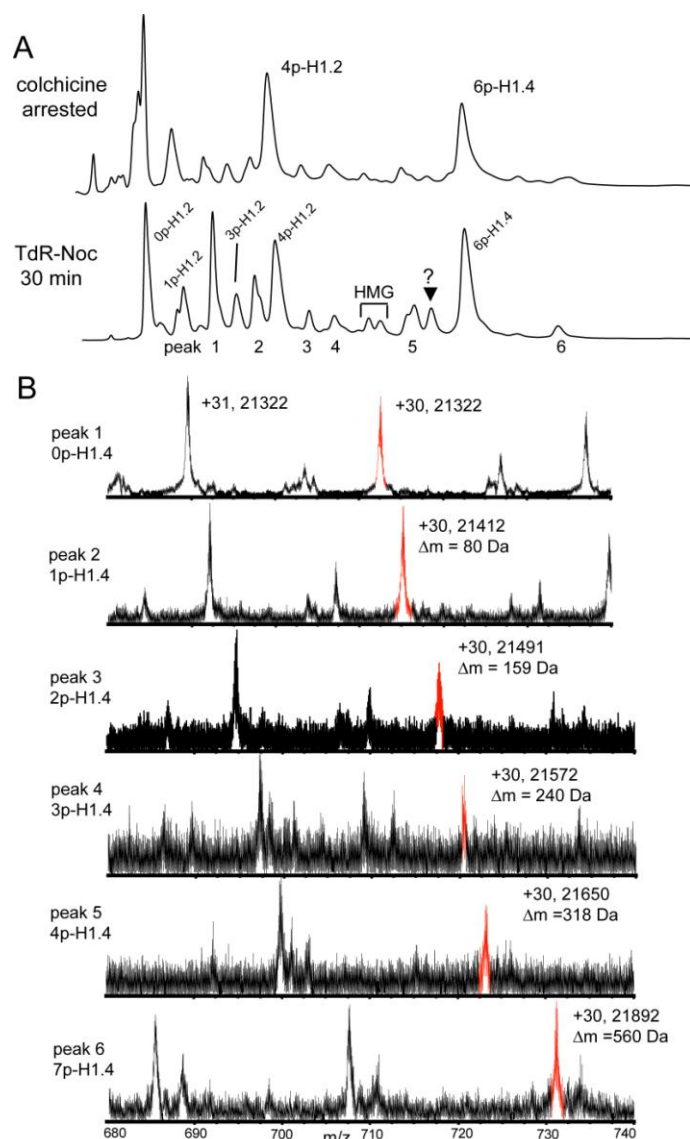 A
colchicine
arrested
4p-H1.2
6p-H1.4
TdR-Noc
30 min
0p-H1.2
1p-H1.2
3p-H1.2
4p-H1.2
HMG
?
6p-H1.4
peak 1 2 3 4 5 6
B
peak 1
0p-H1.4
+31, 21322
+30, 21322
peak 2
1p-H1.4
+30, 21412
Δm = 80 Da
peak 3
2p-H1.4
+30, 21491
Δm = 159 Da
peak 4
3p-H1.4
+30, 21572
Δm = 240 Da
peak 5
4p-H1.4
+30, 21650
Δm =318 Da
peak 6
7p-H1.4
+30, 21892
Δm =560 Da
680 690 700 710 720 730 740
m/z